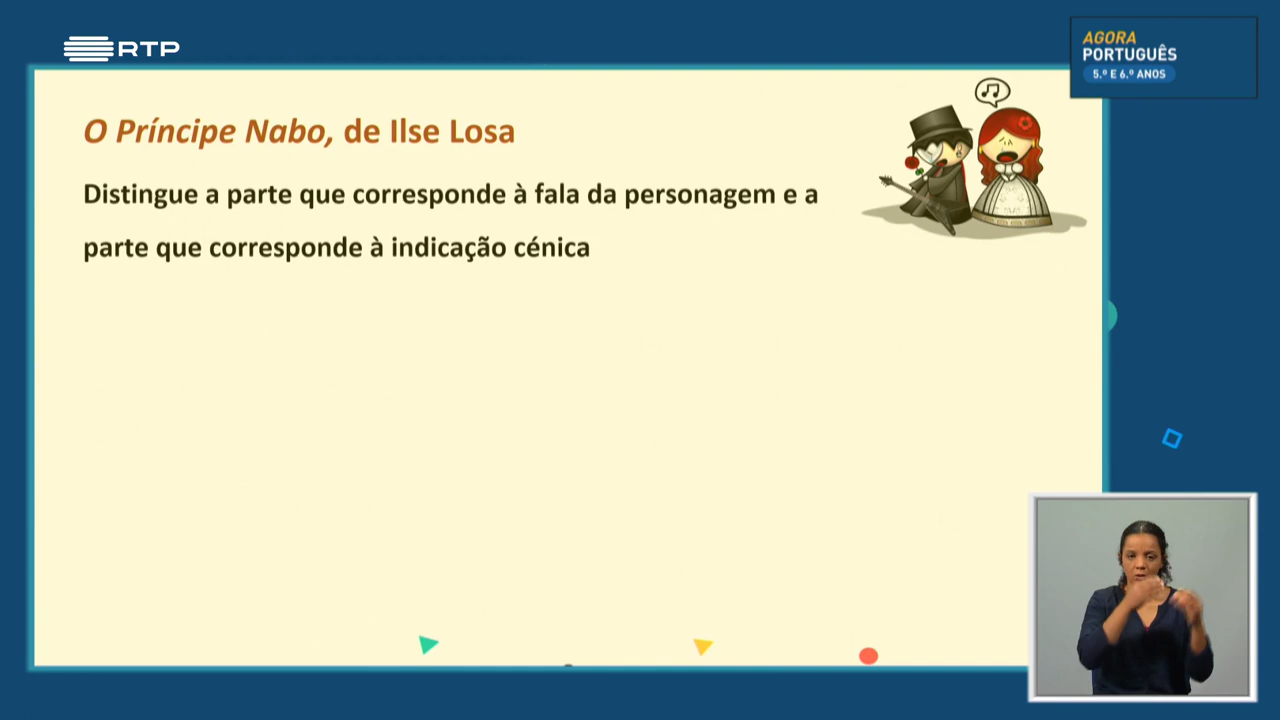 RTP
AGORA
PORTUGUÊS
5.º E 6.º ANOS
O Príncipe Nabo, de Ilse Losa
Distingue a parte que corresponde à fala da personagem e a
parte que corresponde à indicação cénica